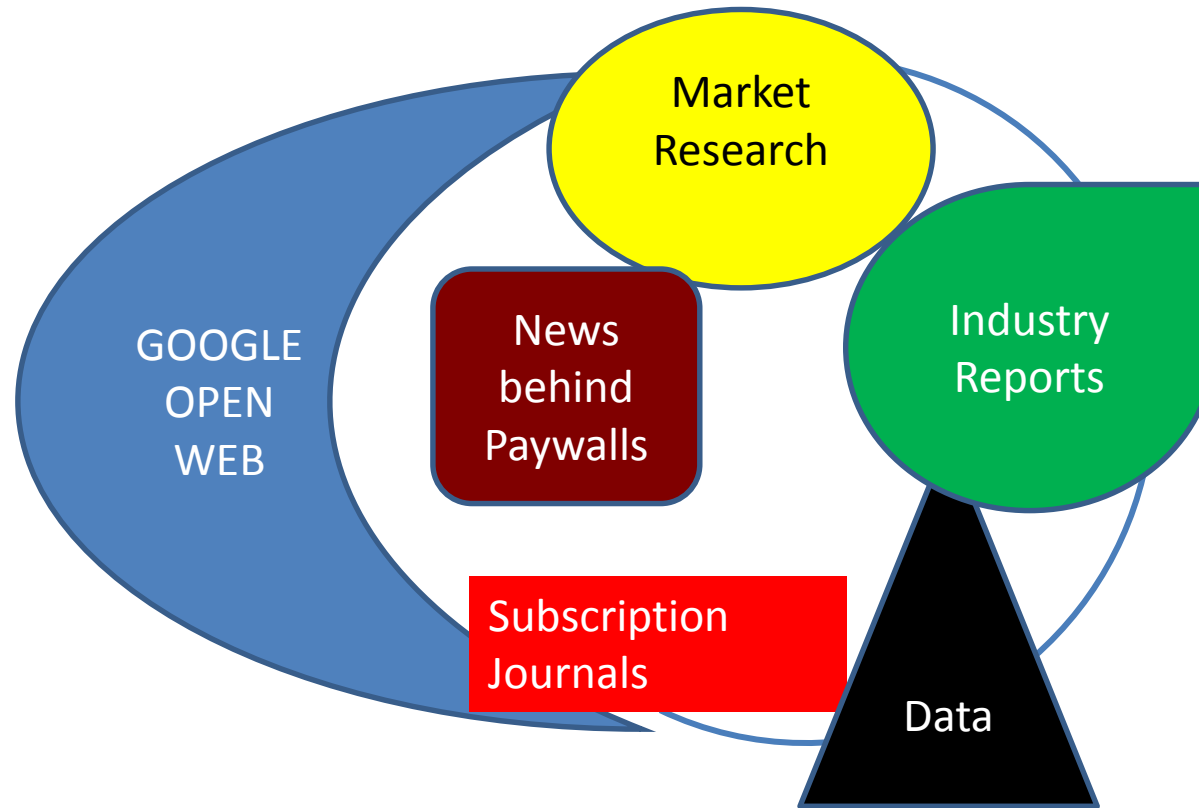 Market
Research
Industry
Reports
News
behind
Paywalls
GOOGLE
OPEN
WEB
Subscription
Journals
Data